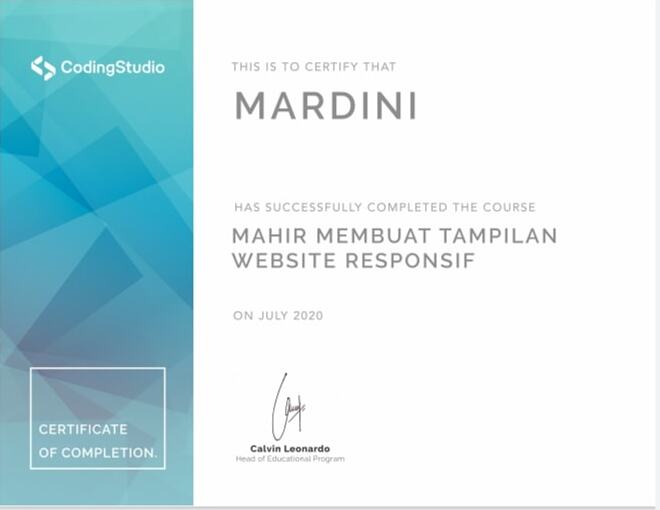 CodingStudio
THIS IS TO CERTIFY THAT
MARDINI
HAS SUCCESSFULLY COMPLETED THE COURSE
MAHIR MEMBUAT TAMPILAN
WEBSITE RESPONSIF
ON JULY 2020
Calvin Leonardo
Head of Educational Program
CERTIFICATE
OF COMPLETION.